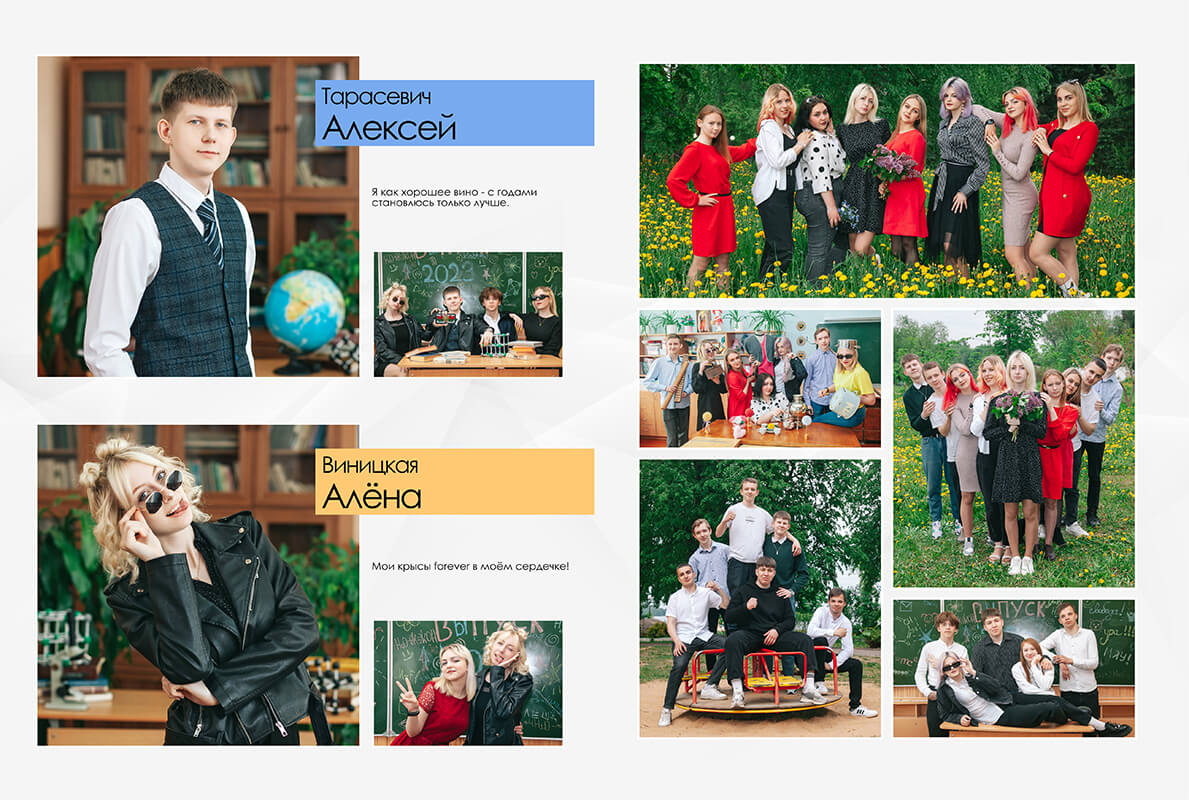 Тарасевич
Алексей
Я как хорошее вино - с годами
становлюсь только лучше.
2023
Виницкая
Алёна
Мои крысы forever в моём сердечке!
ВЫПУСК
ВЫПУСК
ура!!!